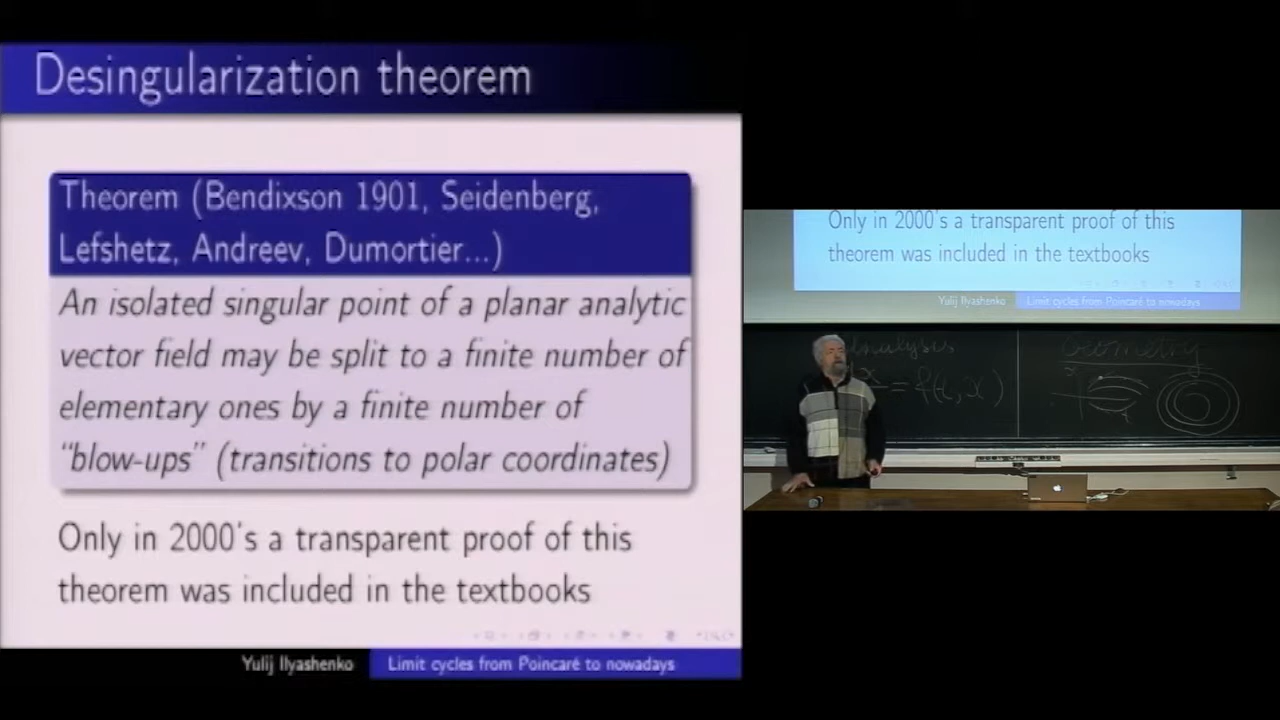 Desingularization theorem
Theorem (Bendixson 1901, Seidenberg,
Lefshetz, Andreev, Dumortier...)
An isolated singular point of a planar analytic
vector field may be split to a finite number of
elementary ones by a finite number of
“blow-ups” (transitions to polar coordinates)
Only in 2000's a transparent proof of this
theorem was included in the textbooks
Yulij Ilyashenko
Limit cycles from Poincaré to nowadays
Only in 2000's a transparent proof of this
theorem was included in the textbooks
Yulij Ilyashenko
Limit cycles from Poincaré to nowadays
Analysis
= f(t, x)
Geometry